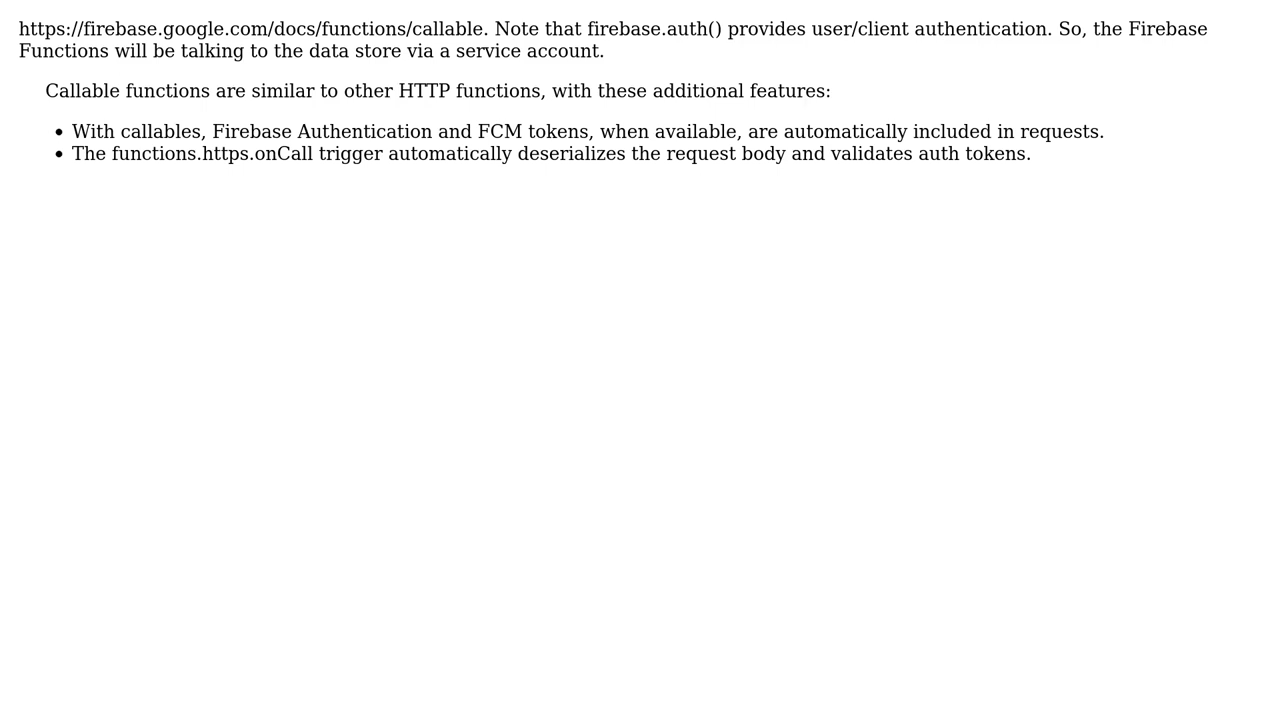 https://firebase.google.com/docs/functions/callable. Note that firebase.auth() provides user/client authentication. So, the Firebase
Functions will be talking to the data store via a service account.
Callable functions are similar to other HTTP functions, with these additional features:
• With callables, Firebase Authentication and FCM tokens, when available, are automatically included in requests.
• The functions.https.onCall trigger automatically deserializes the request body and validates auth tokens.